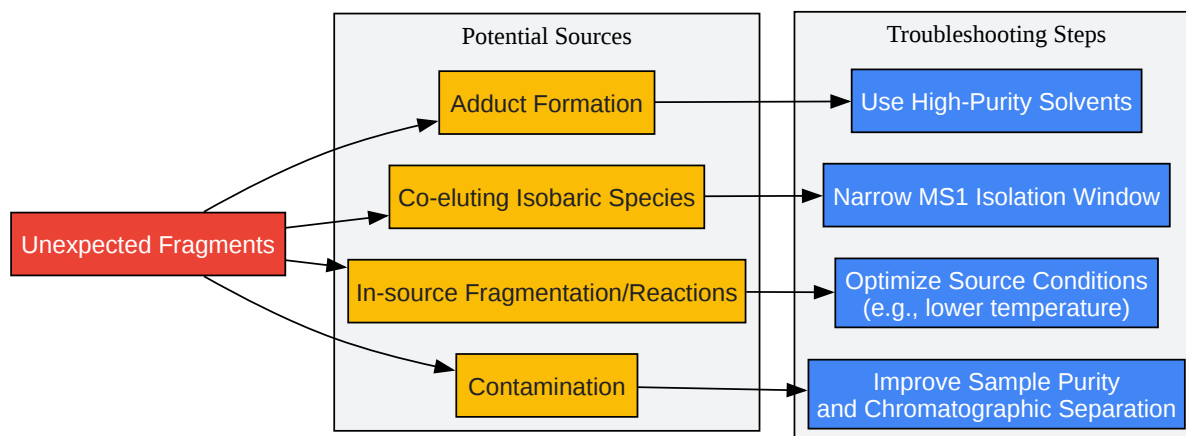 Potential Sources
Troubleshooting Steps
Adduct Formation
Use High-Purity Solvents
Co-eluting Isobaric Species
Narrow MS1 Isolation Window
Unexpected Fragments
In-source Fragmentation/Reactions
Optimize Source Conditions
(e.g., lower temperature)
Contamination
Improve Sample Purity
and Chromatographic Separation